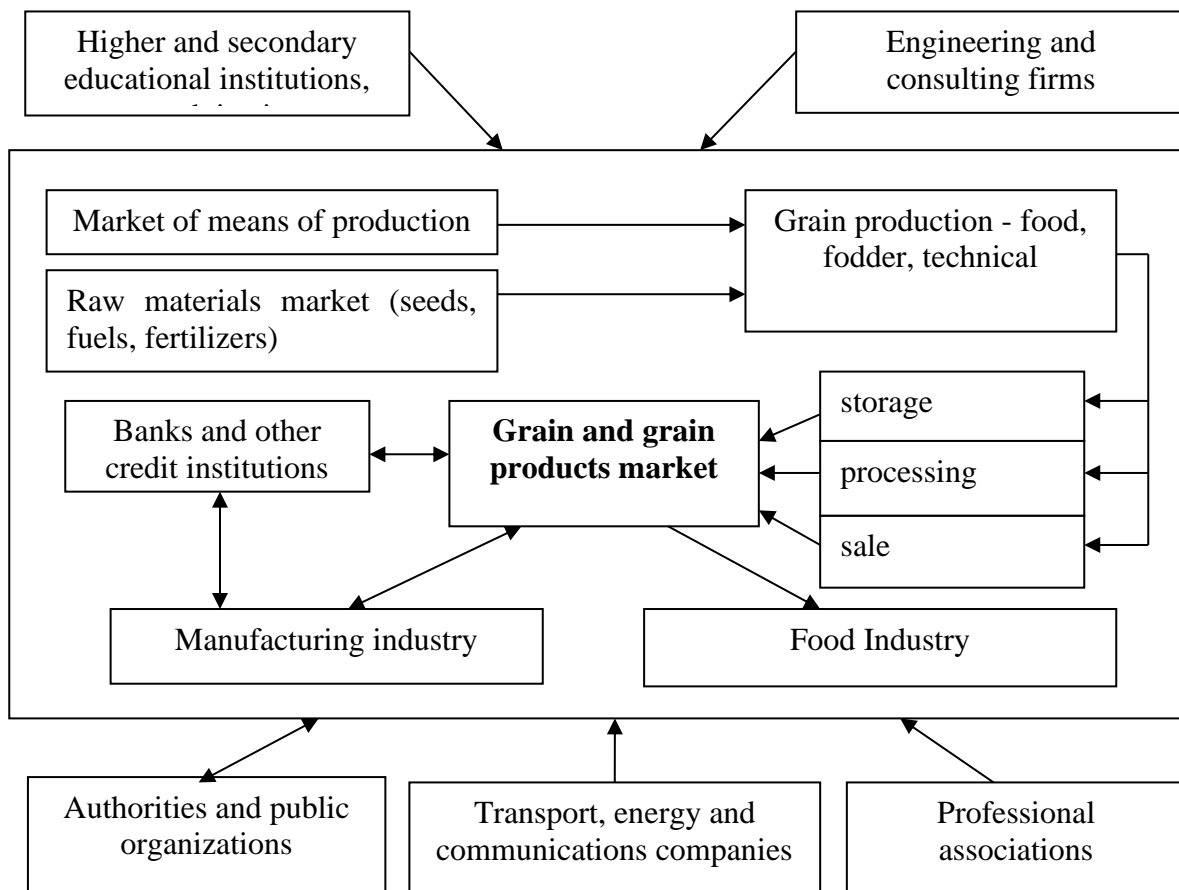 Higher and secondary
educational institutions,
Engineering and
consulting firms
Market of means of production
Grain production - food,
fodder, technical
Raw materials market (seeds,
fuels, fertilizers)
storage
Banks and other
credit institutions
Grain and grain
products market
processing
sale
Manufacturing industry
Food Industry
Authorities and public
organizations
Transport, energy and
communications companies
Professional
associations